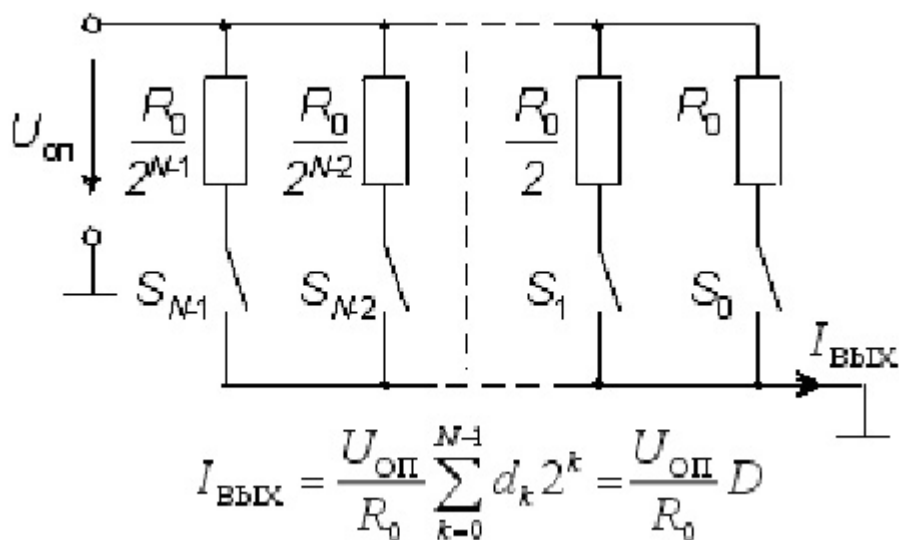 U_оп
R_0/2^{N-1}
R_0/2^{N-2}
R_0/2
R_0
S_{N-1}
S_{N-2}
S_1
S_0
I_вых
I_вых = U_оп/R_0 ∑_{k=0}^{N-1} d_k 2^k = U_оп/R_0 D